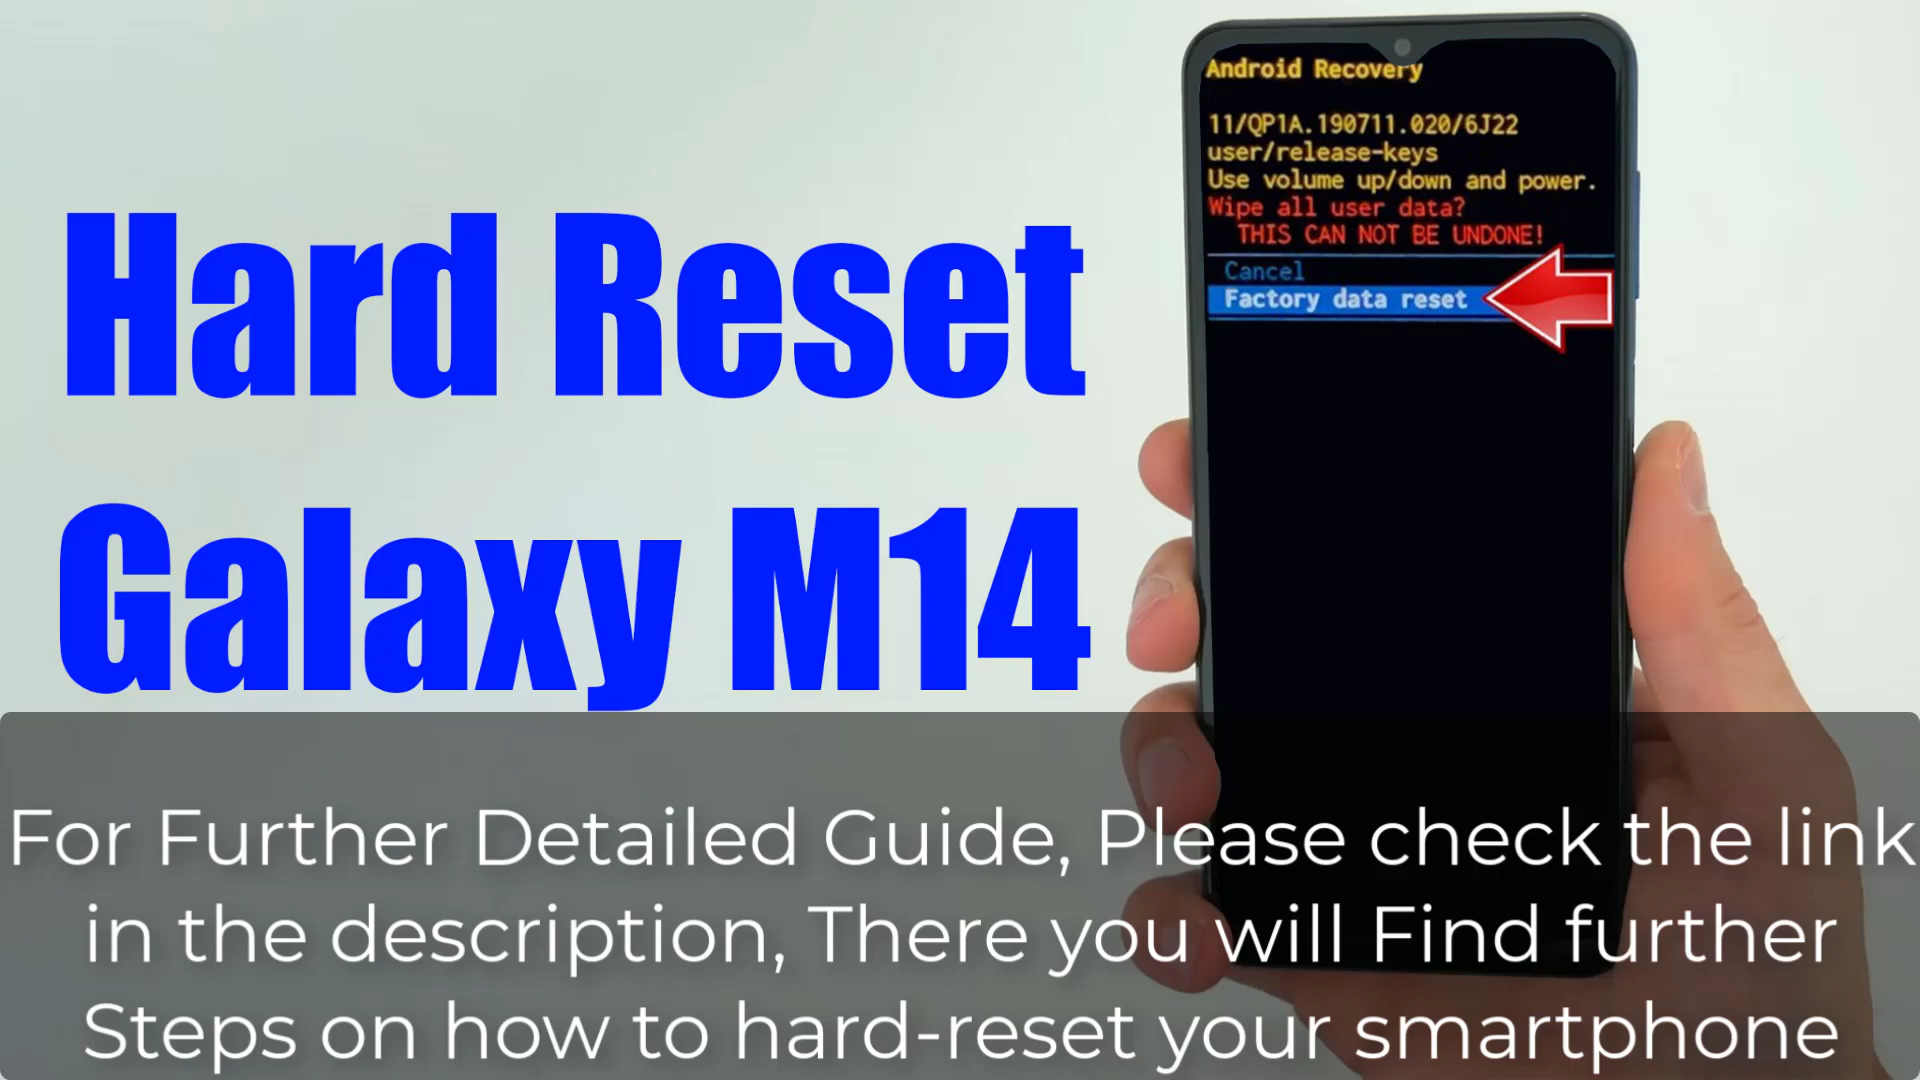 Hard Reset
Galaxy M14
Android Recovery
11/QP1A.190711.020/6J22
user/release-keys
Use volume up/down and power.
Wipe all user data?
THIS CAN NOT BE UNDONE!
Cancel
Factory data reset
For Further Detailed Guide, Please check the link
in the description, There you will Find further
Steps on how to hard-reset your smartphone